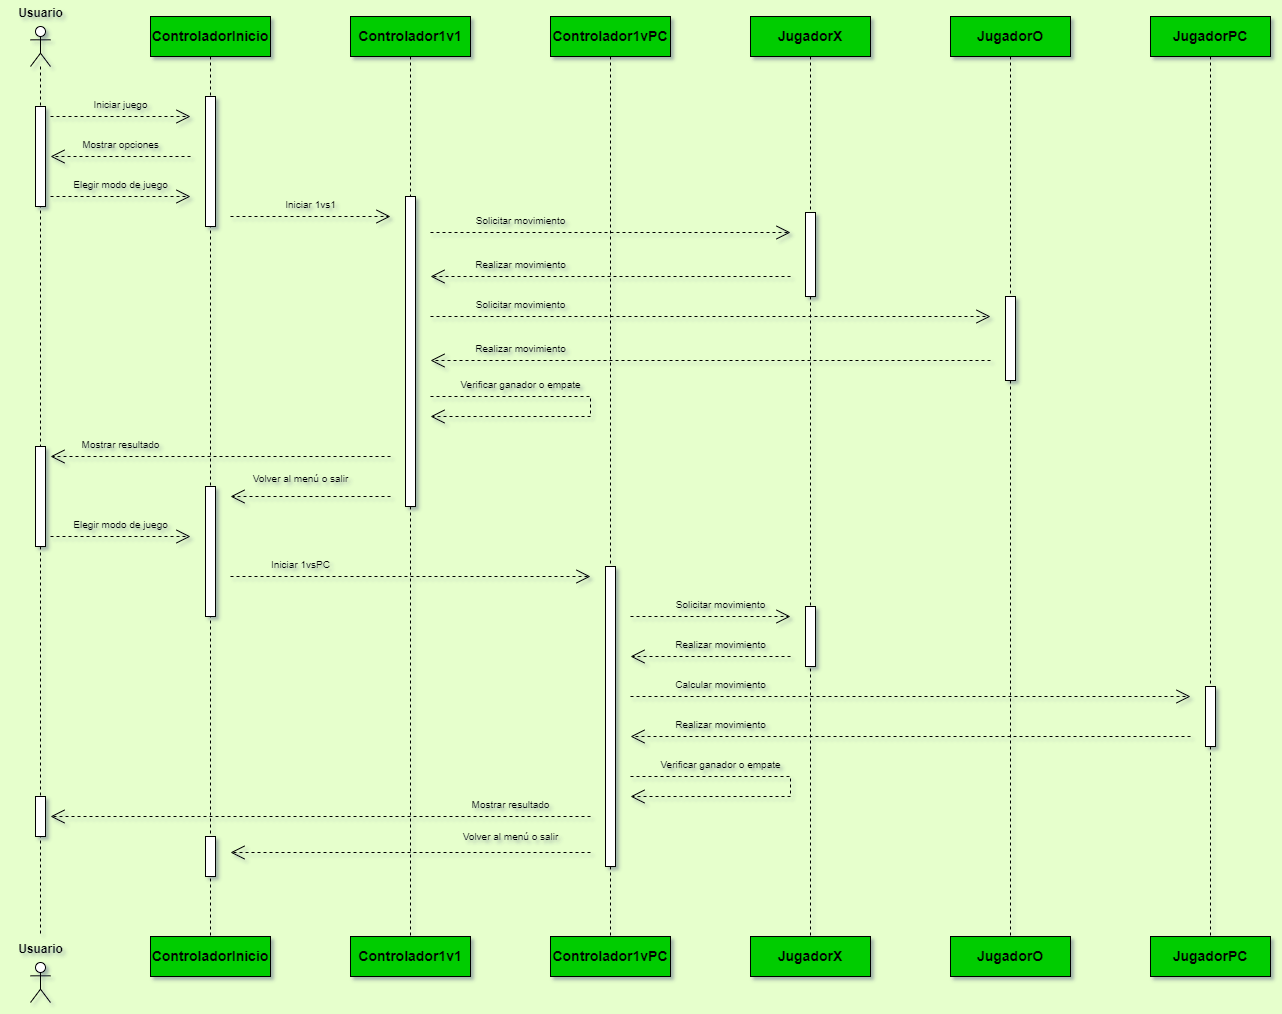 Usuario
ControladorInicio
Controlador1v1
Controlador1vPC
JugadorX
JugadorO
JugadorPC
Iniciar juego
Mostrar opciones
Elegir modo de juego
Iniciar 1vs1
Solicitar movimiento
Realizar movimiento
Solicitar movimiento
Realizar movimiento
Verificar ganador o empate
Mostrar resultado
Volver al menú o salir
Elegir modo de juego
Iniciar 1vsPC
Solicitar movimiento
Realizar movimiento
Calcular movimiento
Realizar movimiento
Verificar ganador o empate
Mostrar resultado
Volver al menú o salir
Usuario
ControladorInicio
Controlador1v1
Controlador1vPC
JugadorX
JugadorO
JugadorPC